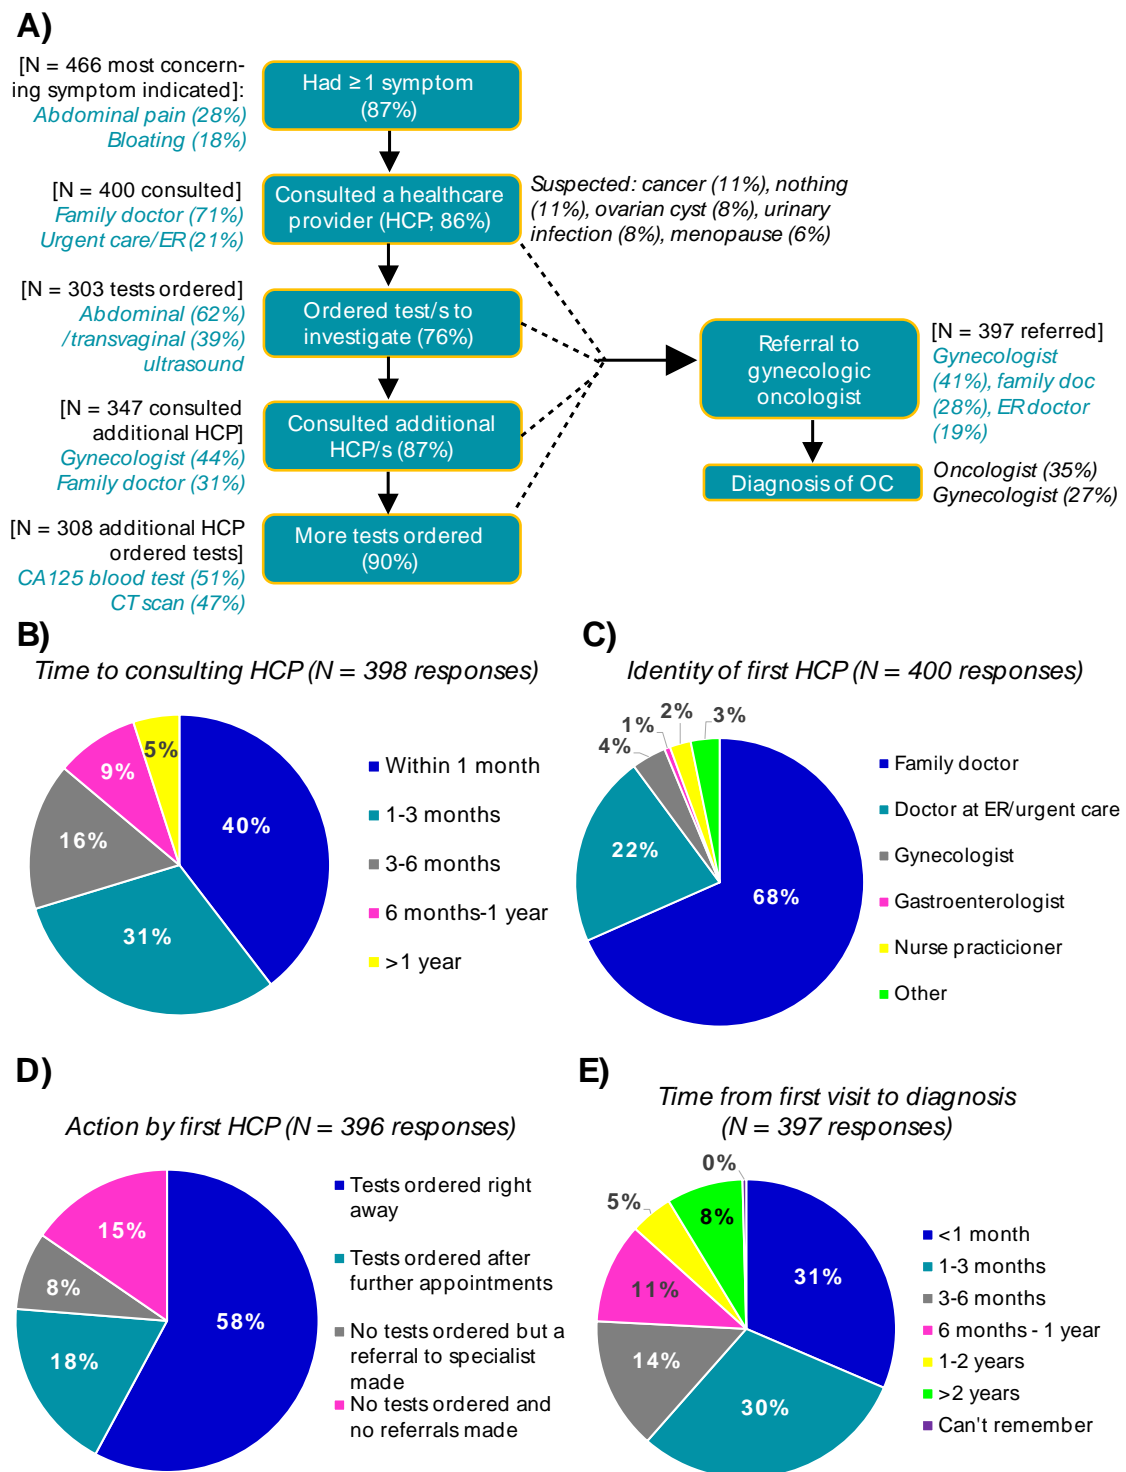 A)
[N = 466 most concern-
ing symptom indicated]:
Abdominal pain (28%)
Bloating (18%)
Had ≥1 symptom
(87%)
[N = 400 consulted]
Family doctor (71%)
Urgent care/ER (21%)
Consulted a healthcare
provider (HCP; 86%)
Suspected: cancer (11%), nothing
(11%), ovarian cyst (8%), urinary
infection (8%), menopause (6%)
[N = 303 tests ordered]
Abdominal (62%)
/transvaginal (39%)
ultrasound
Ordered test/s to
investigate (76%)
[N = 347 consulted
additional HCP]
Gynecologist (44%)
Family doctor (31%)
Consulted additional
HCP/s (87%)
[N = 308 additional HCP
ordered tests]
CA125 blood test (51%)
CT scan (47%)
More tests ordered
(90%)
Referral to
gynecologic
oncologist
[N = 397 referred]
Gynecologist
(41%), family doc
(28%), ER doctor
(19%)
Diagnosis of OC
Oncologist (35%)
Gynecologist (27%)
B)
Time to consulting HCP (N = 398 responses)
5%
9%
16%
31%
40%
Within 1 month
1-3 months
3-6 months
6 months-1 year
>1 year
C)
Identity of first HCP (N = 400 responses)
4%
1%
2%
3%
22%
68%
Family doctor
Doctor at ER/urgent care
Gynecologist
Gastroenterologist
Nurse practicioner
Other
D)
Action by first HCP (N = 396 responses)
15%
8%
18%
58%
Tests ordered right
away
Tests ordered after
further appointments
No tests ordered but a
referral to specialist
made
No tests ordered and
no referrals made
E)
Time from first visit to diagnosis
(N = 397 responses)
0%
5%
8%
11%
14%
30%
31%
<1 month
1-3 months
3-6 months
6 months - 1 year
1-2 years
>2 years
Can't remember